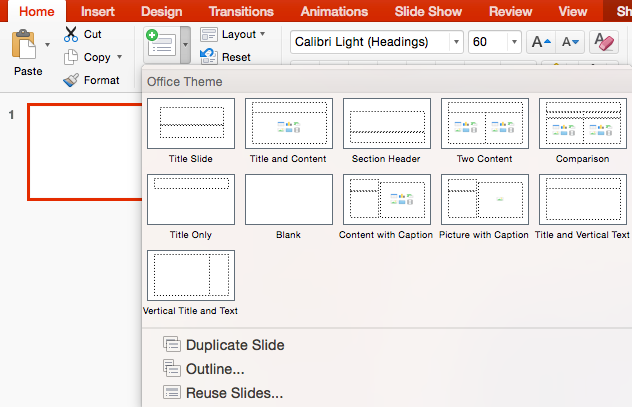 Home Insert Design Transitions Animations Slide Show Review View Sh
Cut
Copy
Format
Paste
Layout
Reset
Calibri Light (Headings) 60 A A A
Office Theme
1
Title Slide Title and Content Section Header Two Content Comparison
Title Only Blank Content with Caption Picture with Caption Title and Vertical Text
Vertical Title and Text
Duplicate Slide
Outline...
Reuse Slides...